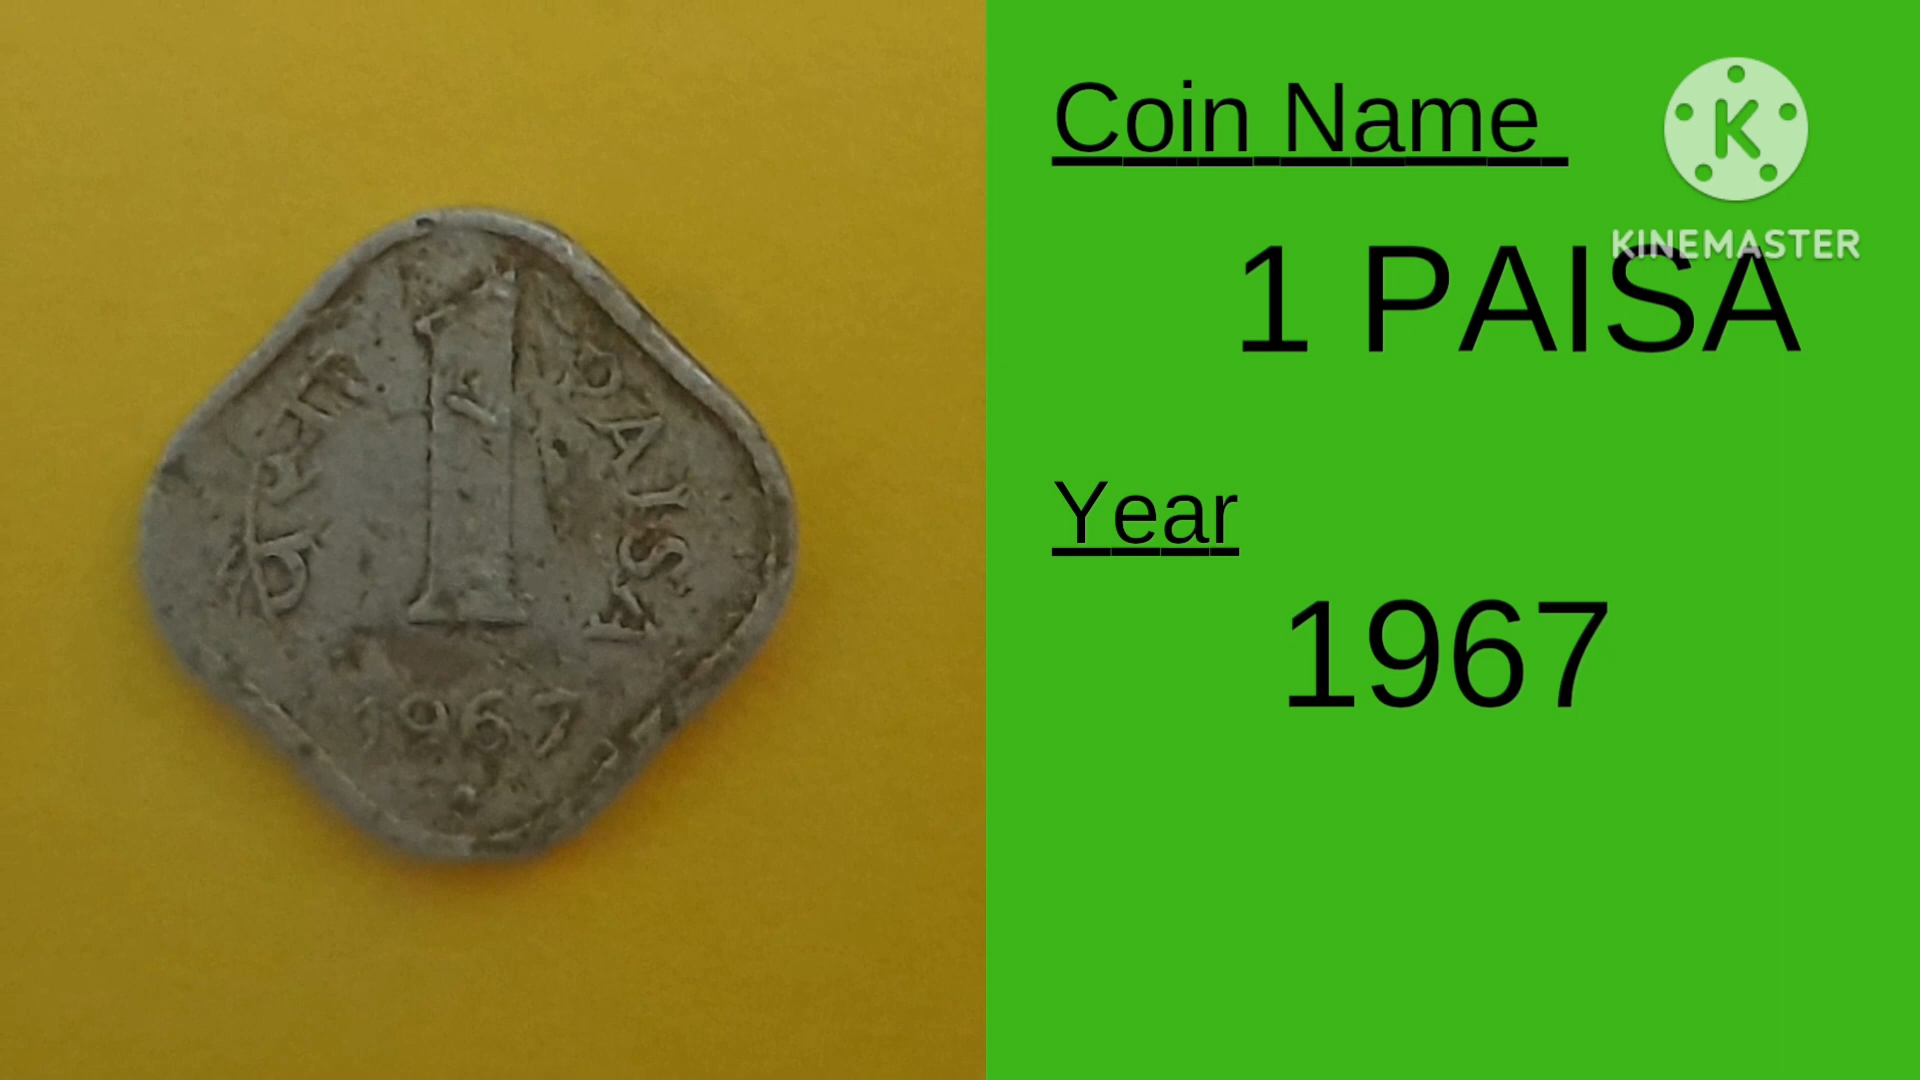 1
पैसा
PAISA
1967
Coin Name
1 PAISA
Year
1967
K
KINEMASTER